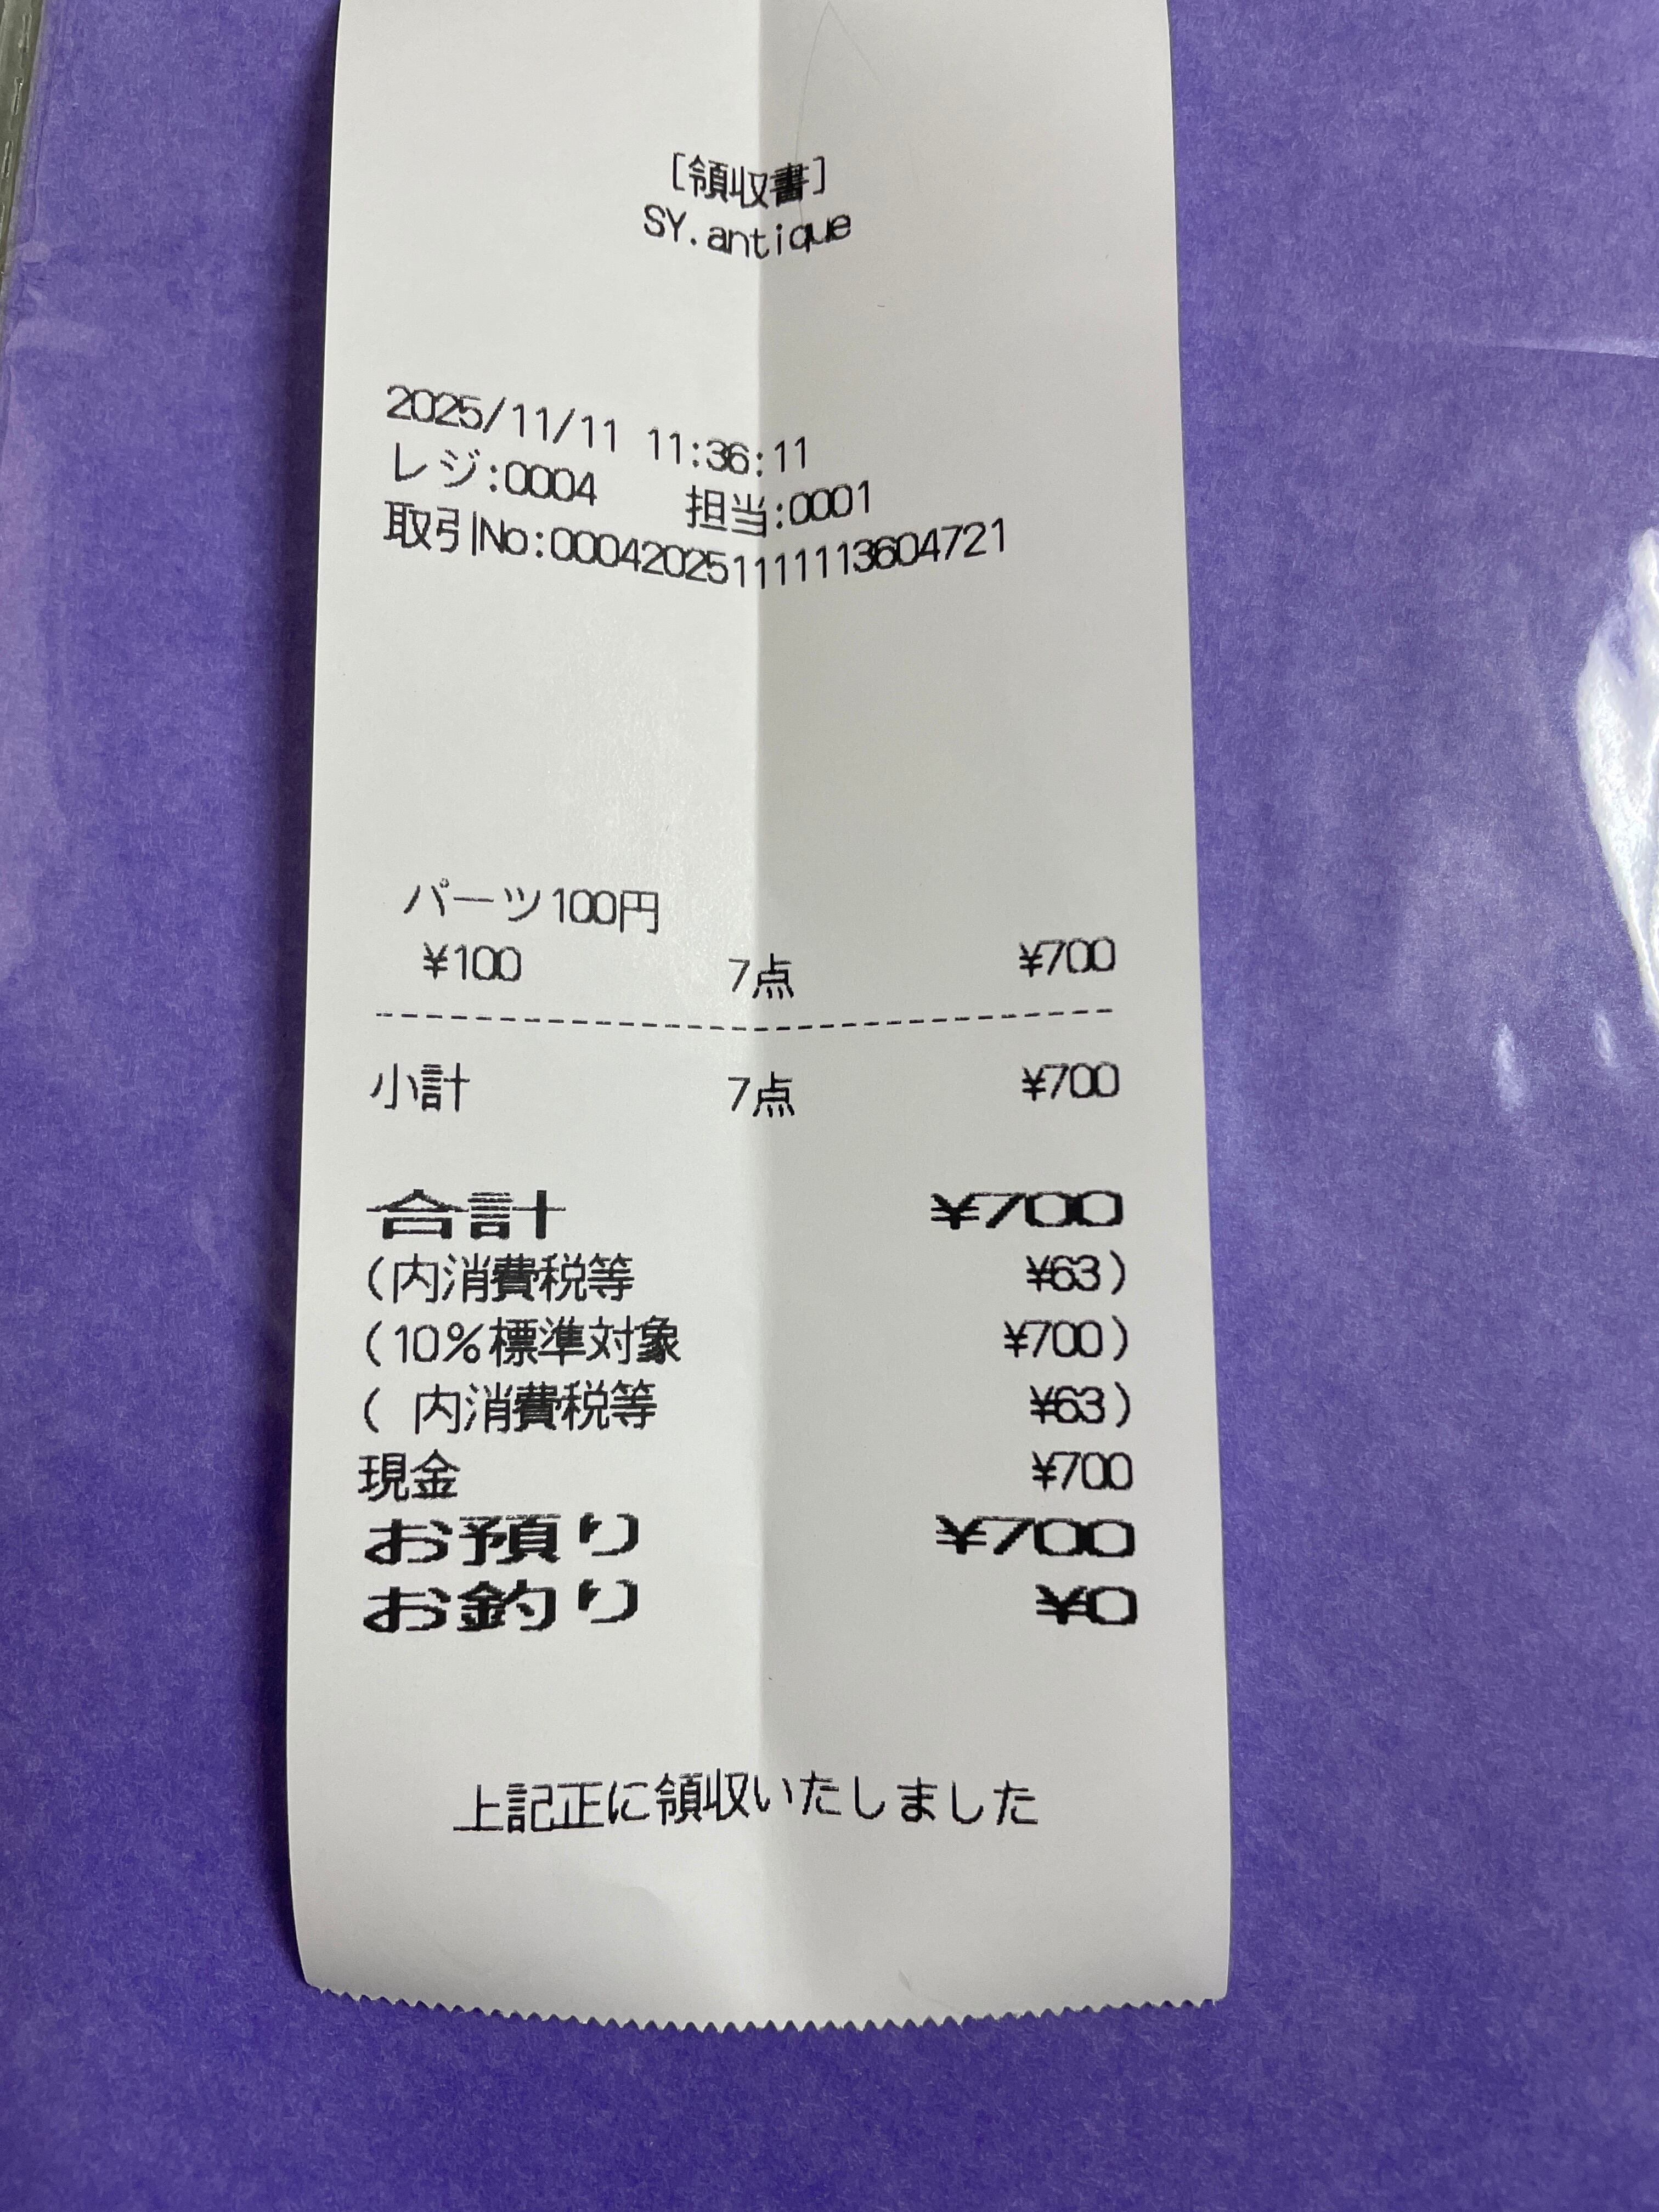 [領収書]
SY.antique
2025/11/11 11:36:11
レジ:0004 担当:0001
取引No:000420251111113604721
パーツ100円
¥100 7点 ¥700
小計 7点 ¥700
合計 ¥700
(内消費税等 ¥63)
(10%標準対象 ¥700)
( 内消費税等 ¥63)
現金 ¥700
お預り ¥700
お釣り ¥0
上記正に領収いたしました